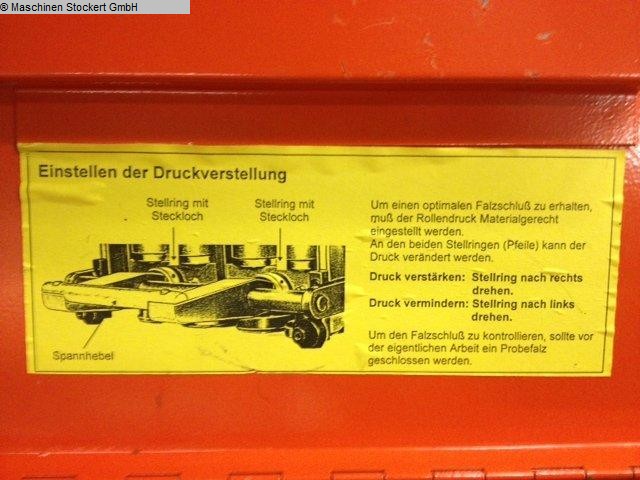 © Maschinen Stockert GmbH
Einstellen der Druckverstellung
Stellring mit Steckloch
Stellring mit Steckloch
Spannhebel
Um einen optimalen Falzschluß zu erhalten,
muß der Rollendruck Materialgerecht
eingestellt werden.
An den beiden Stellringen (Pfeile) kann der
Druck verändert werden.
Druck verstärken: Stellring nach rechts
drehen.
Druck vermindern: Stellring nach links
drehen.
Um den Falzschluß zu kontrollieren, sollte vor
der eigentlichen Arbeit ein Probefalz
geschlossen werden.